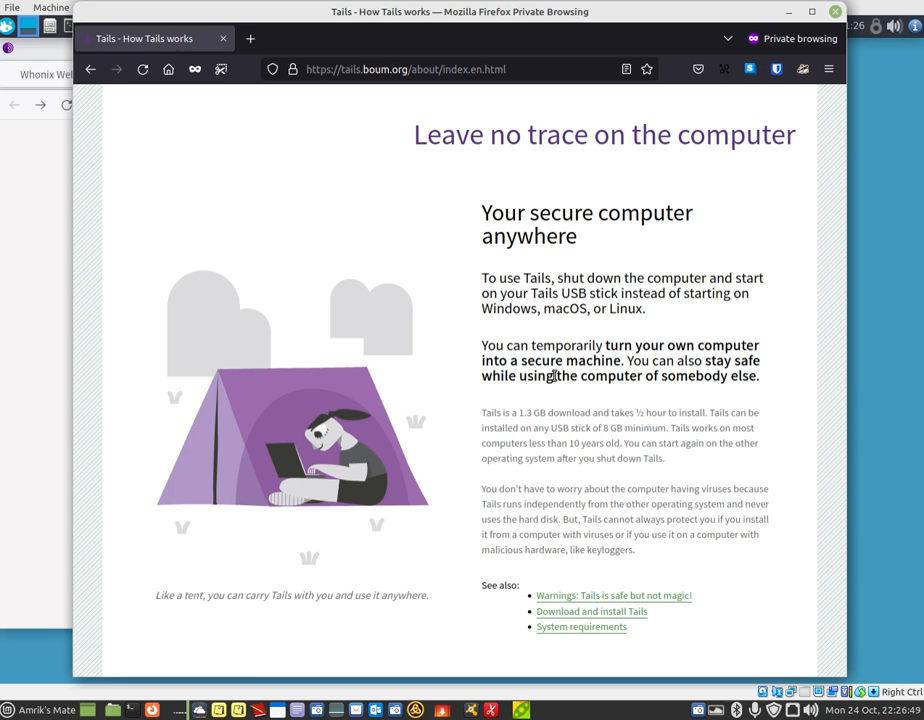 File Machine
Tails - How Tails works — Mozilla Firefox Private Browsing
:26
Tails - How Tails works
Private browsing
Whonix Wel
https://tails.boum.org/about/index.en.html
Leave no trace on the computer
Your secure computer
anywhere
To use Tails, shut down the computer and start
on your Tails USB stick instead of starting on
Windows, macOS, or Linux.
You can temporarily turn your own computer
into a secure machine. You can also stay safe
while using the computer of somebody else.
Tails is a 1.3 GB download and takes ½ hour to install. Tails can be
installed on any USB stick of 8 GB minimum. Tails works on most
computers less than 10 years old. You can start again on the other
operating system after you shut down Tails.
You don't have to worry about the computer having viruses because
Tails runs independently from the other operating system and never
uses the hard disk. But, Tails cannot always protect you if you install
it from a computer with viruses or if you use it on a computer with
malicious hardware, like keyloggers.
Like a tent, you can carry Tails with you and use it anywhere.
See also:
Warnings: Tails is safe but not magic!
Download and install Tails
System requirements
Right Ctrl
Amrik's Mate
Mon 24 Oct, 22:26:49